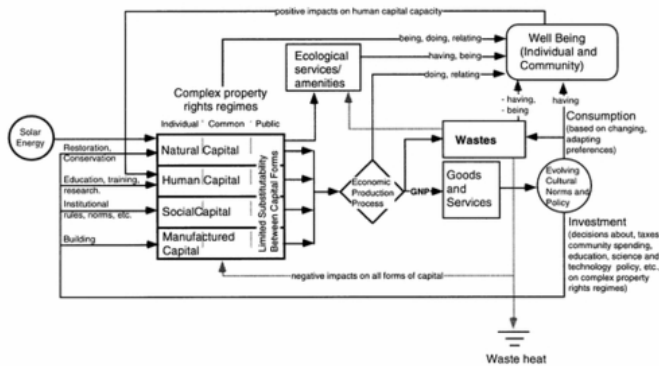 positive impacts on human capital capacity
being, doing, relating
Well Being
(Individual and
Community)
Ecological
services/
amenities
having, being
doing, relating
Complex property
rights regimes
Individual Common Public
- having,
- being
having
Solar
Energy
Restoration,
Conservation
Natural Capital
Wastes
Consumption
(based on changing,
adapting
preferences)
Education, training,
research.
Human Capital
Limited Substitutability
Between Capital Forms
Economic
Production
Process
GNP
Goods and
Services
Evolving
Cultural
Norms and
Policy
Institutional
rules, norms, etc.
SocialCapital
Building
Manufactured
Capital
Investment
(decisions about, taxes
community spending,
education, science and
technology policy, etc.
on complex property
rights regimes)
negative impacts on all forms of capital
Waste heat